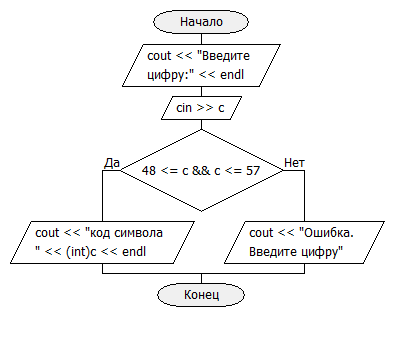 Начало
cout << "Введите
цифру:" << endl
cin >> c
Да
48 <= c && c <= 57
Нет
cout << "код символа
" << (int)c << endl
cout << "Ошибка.
Введите цифру"
Конец